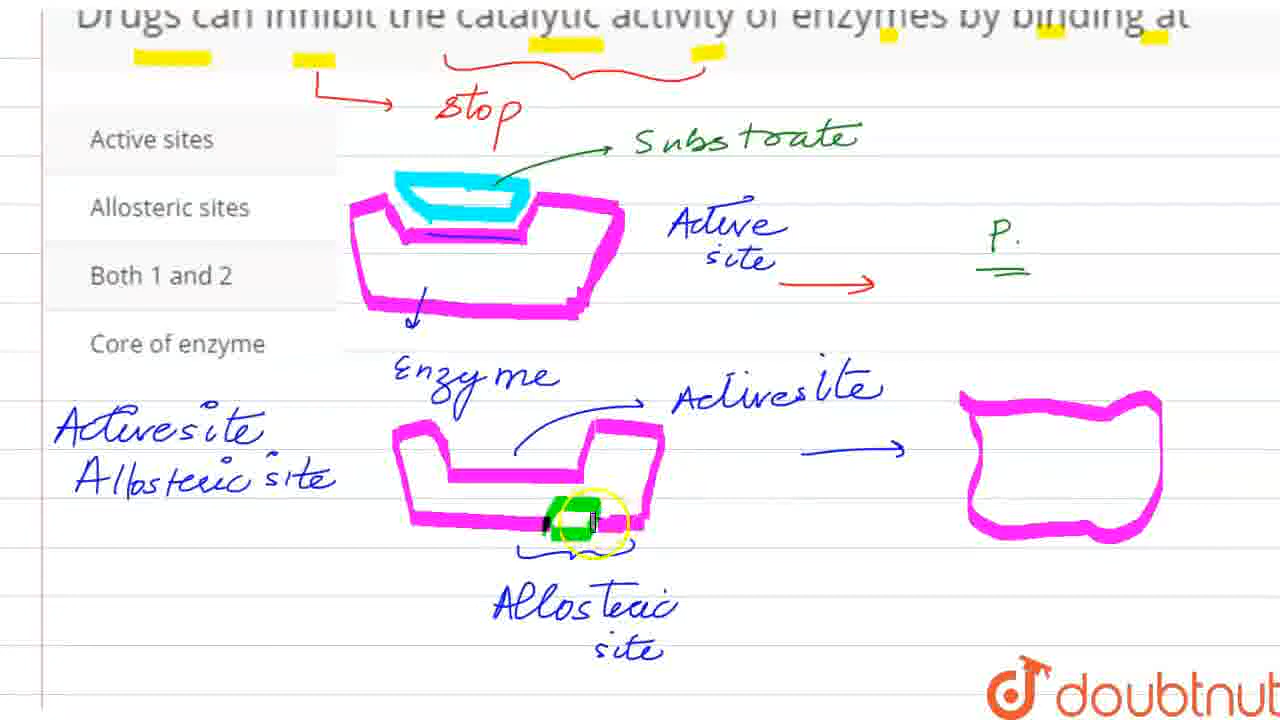 Drugs can inhibit the catalytic activity of enzymes by binding at
stop
Substrate
Active sites
Allosteric sites
Active
site
P.
Both 1 and 2
Core of enzyme
Enzyme
Activesite
Activesite
Allosteric site
Allosteric
site
doubtnut